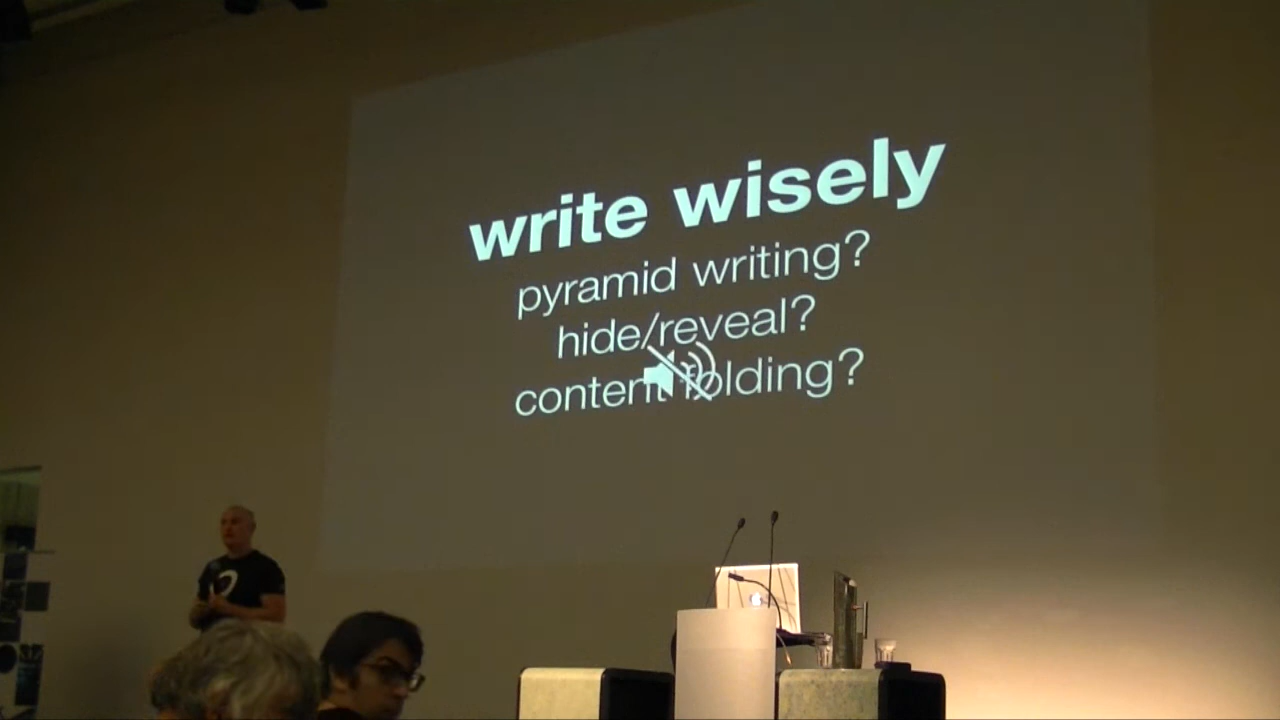 write wisely
pyramid writing?
hide/reveal?
content folding?